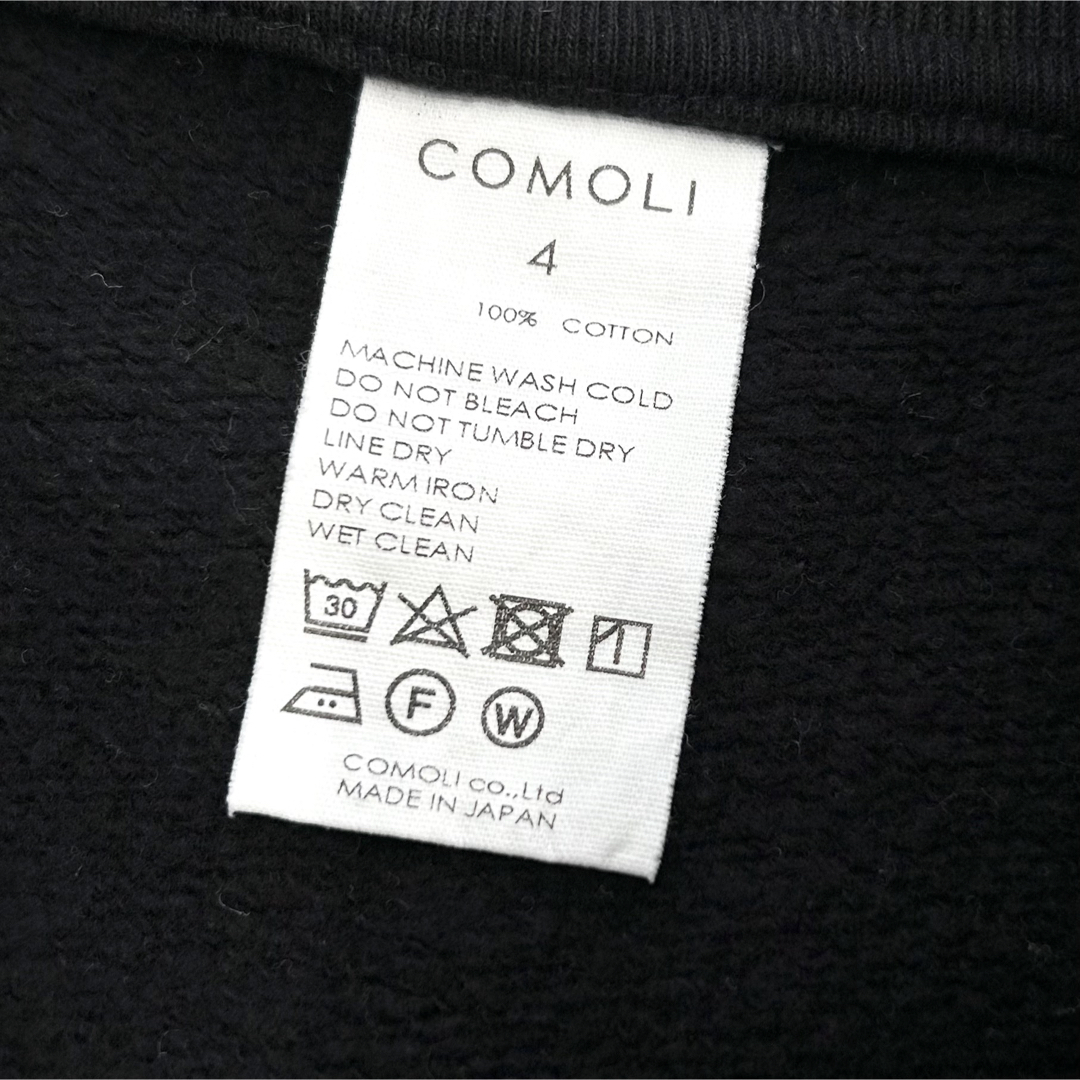 COMOLI
4
100% COTTON
MACHINE WASH COLD
DO NOT BLEACH
DO NOT TUMBLE DRY
LINE DRY
WARM IRON
DRY CLEAN
WET CLEAN
30
F W
COMOLI co.,Ltd
MADE IN JAPAN